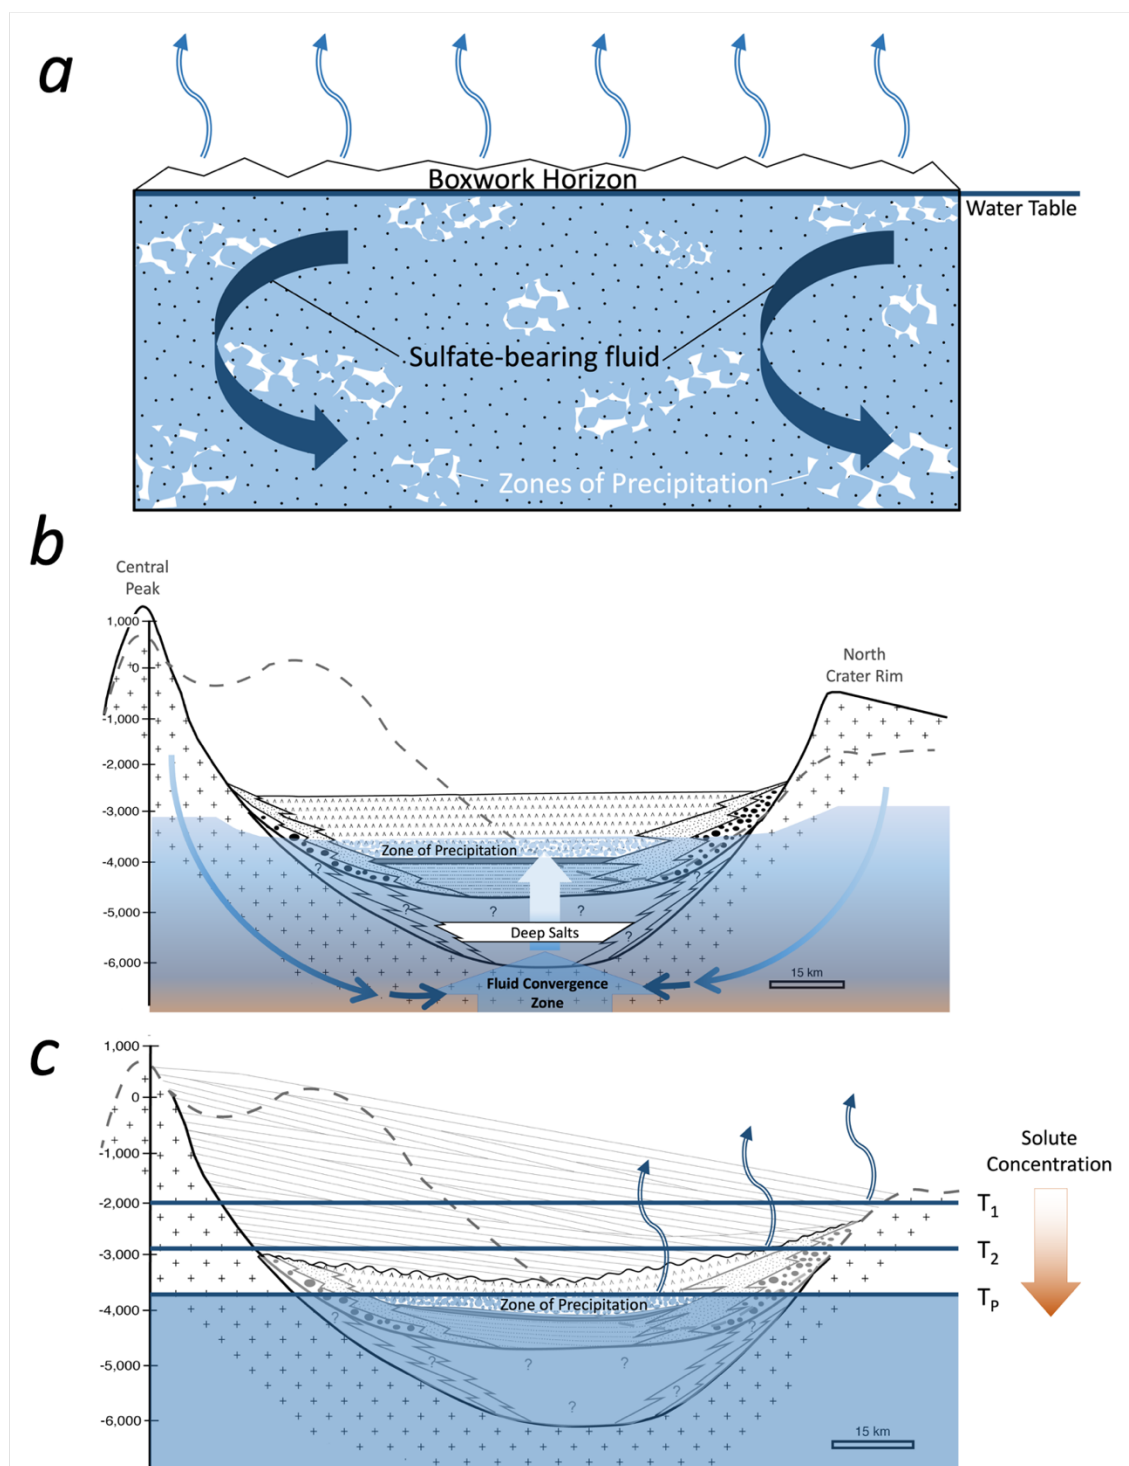 a
Boxwork Horizon
Water Table
Sulfate-bearing fluid
Zones of Precipitation
b
Central
Peak
1,000
0
-1,000
-2,000
-3,000
-4,000
-5,000
-6,000
North
Crater Rim
Zone of Precipitation
? ? ? ?
Deep Salts
Fluid Convergence
Zone
15 km
c
1,000
0
-1,000
-2,000
-3,000
-4,000
-5,000
-6,000
Solute
Concentration
T1
T2
TP
Zone of Precipitation
? ? ? ?
?
15 km